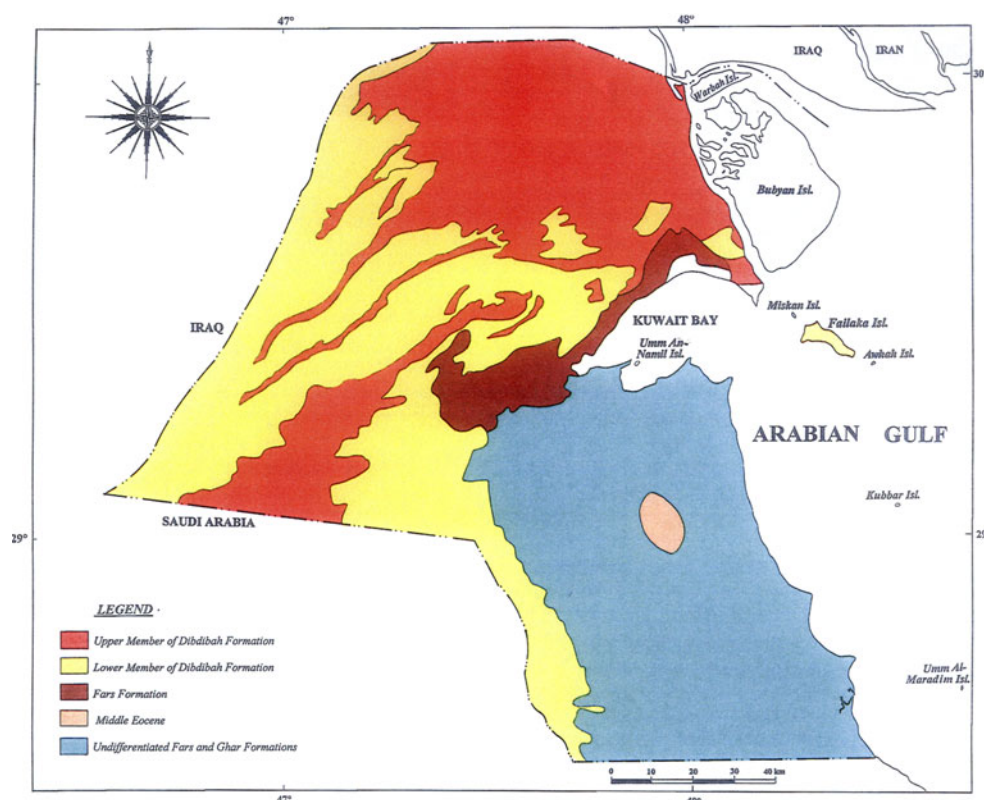 47°
48°
IRAQ
IRAN
30°
Warbah Isl.
Bubyan Isl.
IRAQ
KUWAIT BAY
Miskan Isl.
Failaka Isl.
Umm An-
Namil Isl.
Awhah Isl.
ARABIAN GULF
Kubbar Isl.
SAUDI ARABIA
29°
29
LEGEND
Upper Member of Dibdibah Formation
Lower Member of Dibdibah Formation
Fars Formation
Middle Eocene
Undifferentiated Fars and Ghar Formations
Umm Al-
Maradim Isl.
0 10 20 30 40 km
47°